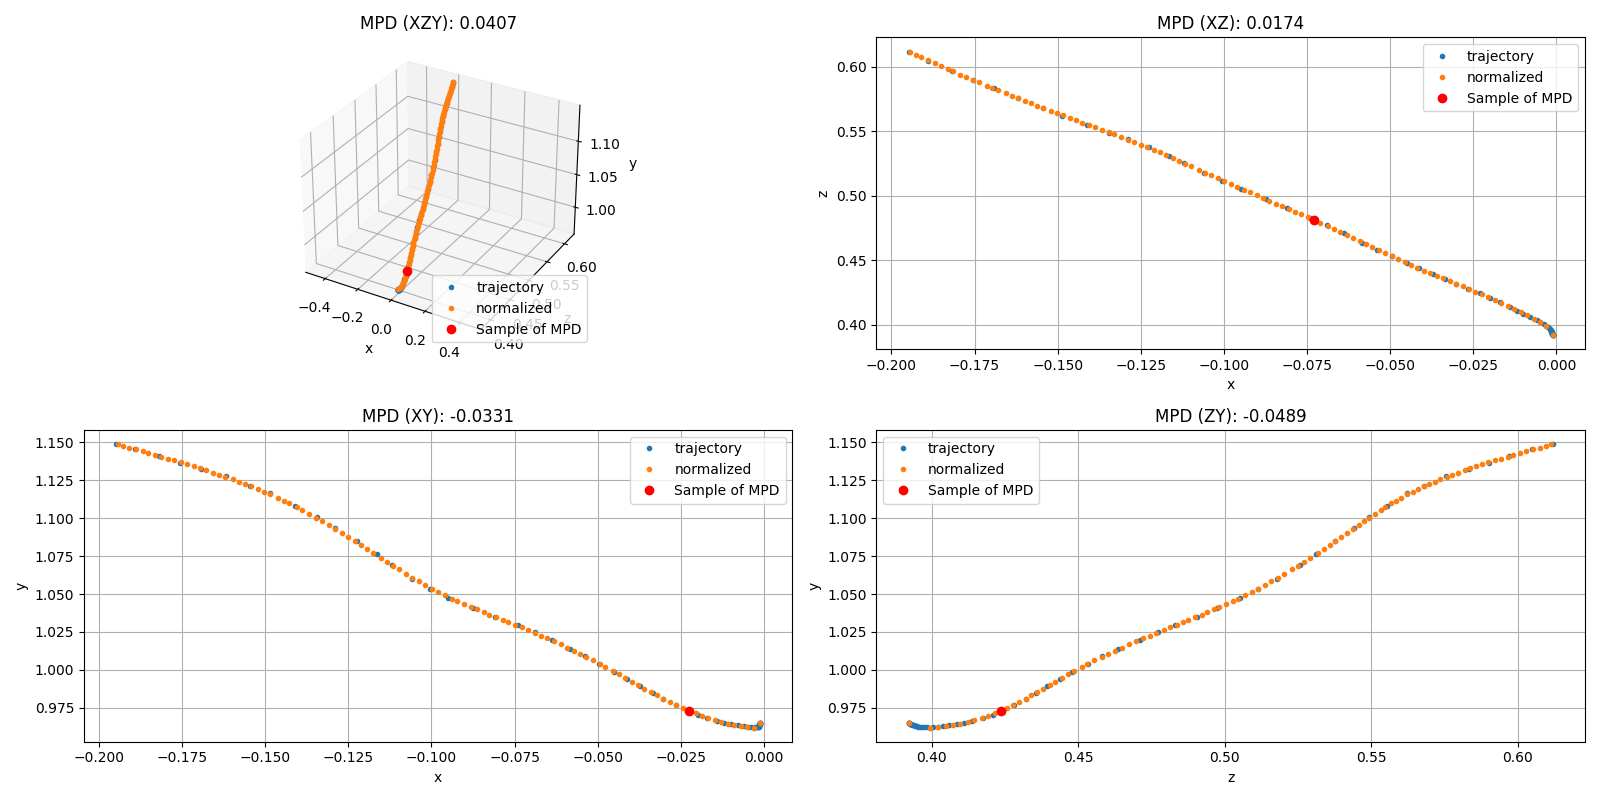 MPD (XZY): 0.0407
1.10
1.05
1.00
y
0.60
0.55
0.50
0.45
0.40
z
−0.4
−0.2
0.0
0.2
0.4
x
trajectory
normalized
Sample of MPD
MPD (XZ): 0.0174
0.60
0.55
0.50
0.45
0.40
z
trajectory
normalized
Sample of MPD
−0.200 −0.175 −0.150 −0.125 −0.100 −0.075 −0.050 −0.025 0.000
x
MPD (XY): -0.0331
1.150
1.125
1.100
1.075
1.050
1.025
1.000
0.975
y
trajectory
normalized
Sample of MPD
−0.200 −0.175 −0.150 −0.125 −0.100 −0.075 −0.050 −0.025 0.000
x
MPD (ZY): -0.0489
1.150
1.125
1.100
1.075
1.050
1.025
1.000
0.975
y
trajectory
normalized
Sample of MPD
0.40 0.45 0.50 0.55 0.60
z